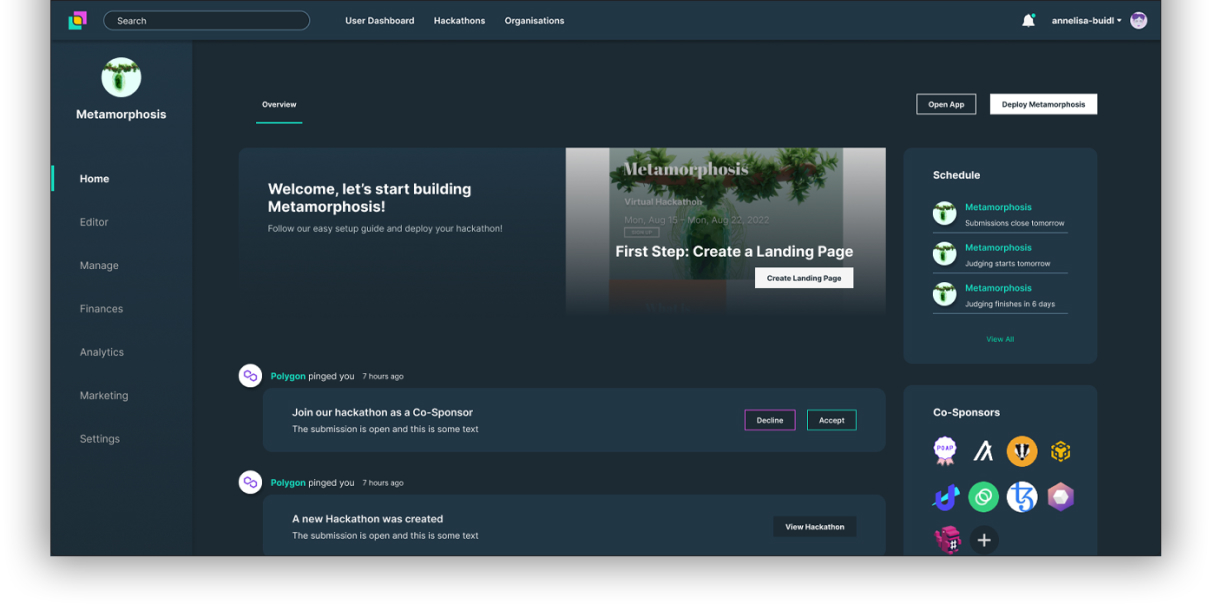 Search
User Dashboard
Hackathons
Organisations
annelisa-buidl
Metamorphosis
Home
Editor
Manage
Finances
Analytics
Marketing
Settings
Overview
Open App
Deploy Metamorphosis
Welcome, let's start building
Metamorphosis!
Follow our easy setup guide and deploy your hackathon!
Metamorphosis
Virtual Hackathon
Mon, Aug 15 - Mon, Aug 22, 2022
First Step: Create a Landing Page
Create Landing Page
Schedule
Metamorphosis
Submissions close tomorrow
Metamorphosis
Judging starts tomorrow
Metamorphosis
Judging finishes in 6 days
View All
Polygon pinged you 7 hours ago
Join our hackathon as a Co-Sponsor
The submission is open and this is some text
Decline
Accept
Polygon pinged you 7 hours ago
A new Hackathon was created
The submission is open and this is some text
View Hackathon
Co-Sponsors
POAP